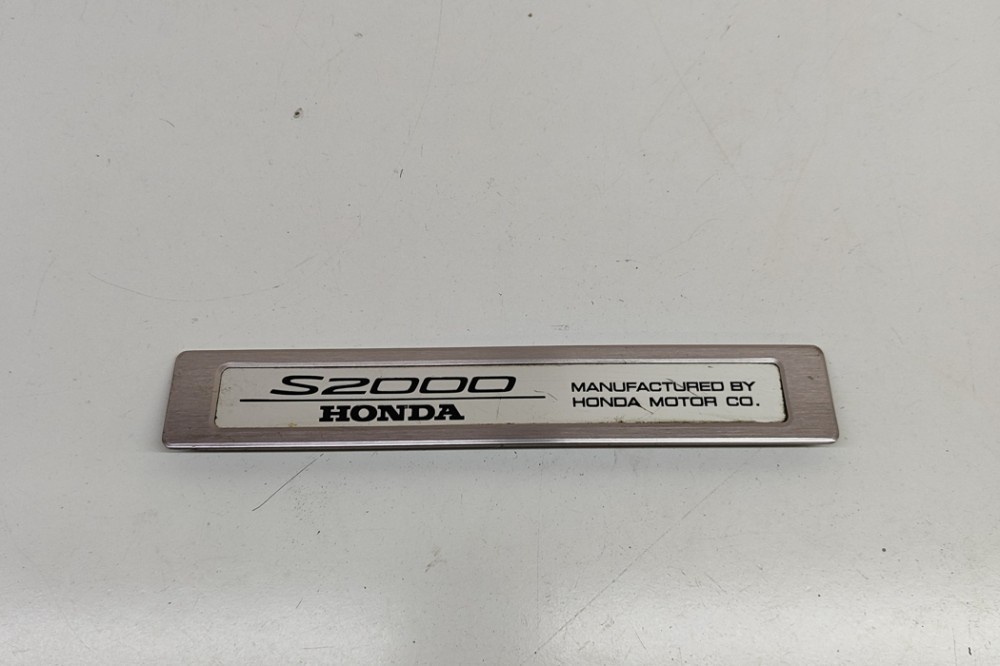 S2000
HONDA
MANUFACTURED BY
HONDA MOTOR CO.